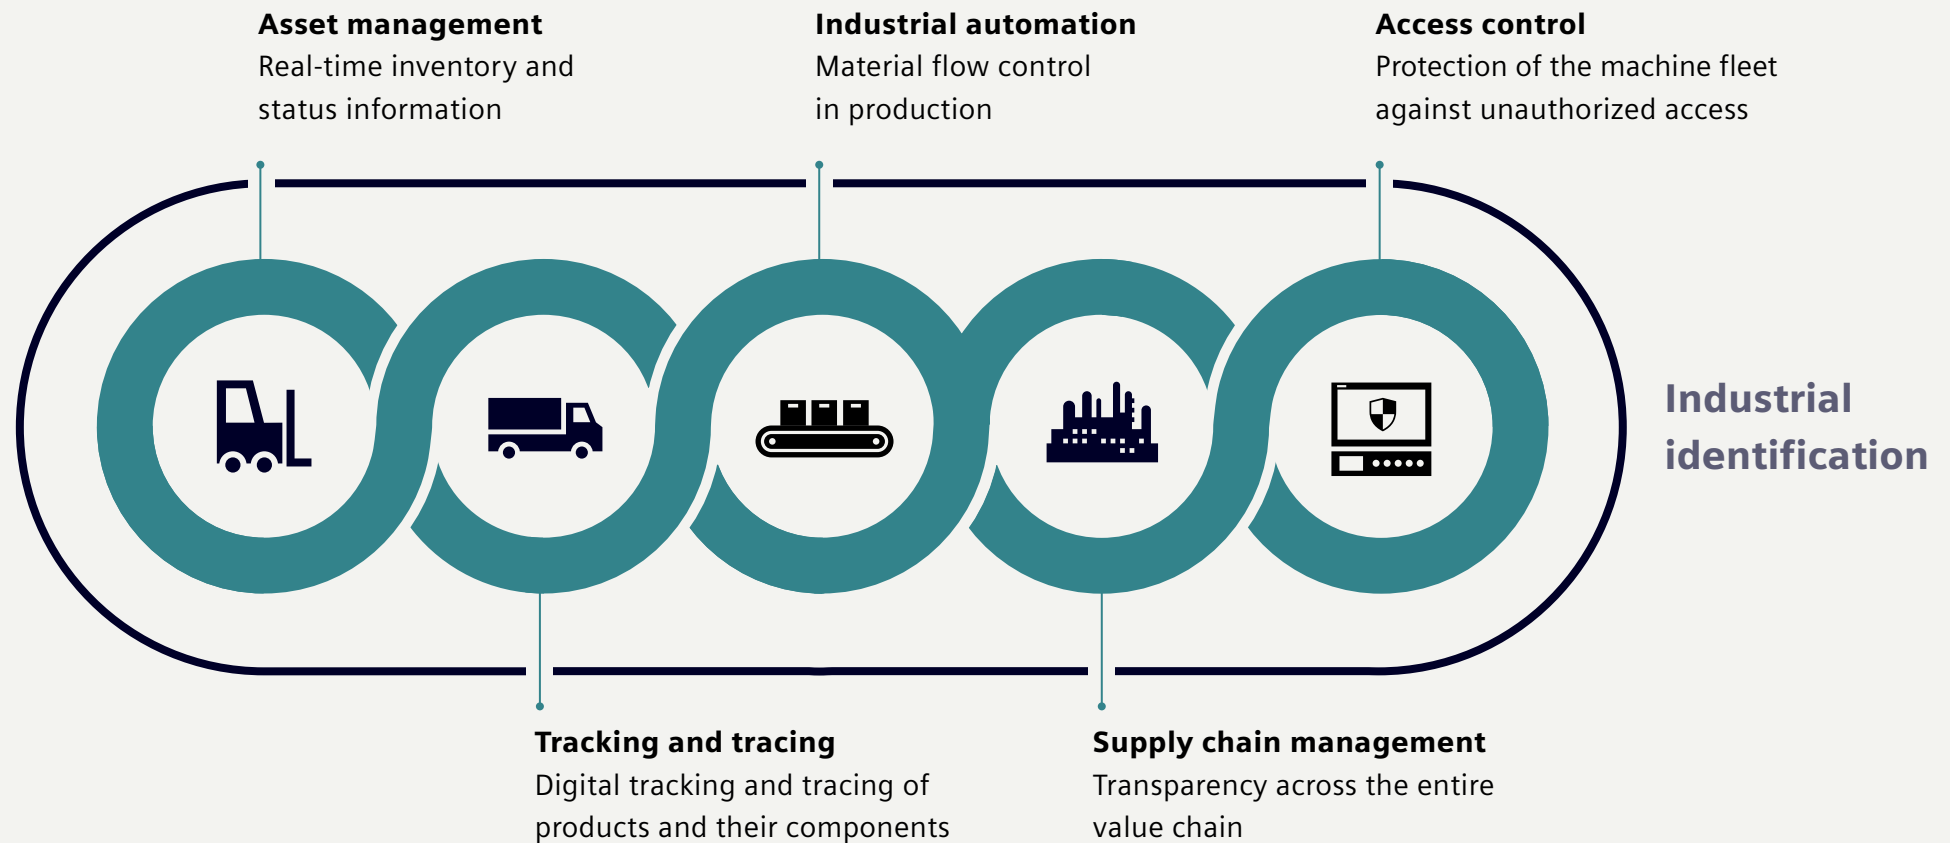 Asset management
Real-time inventory and
status information
Industrial automation
Material flow control
in production
Access control
Protection of the machine fleet
against unauthorized access
Industrial
identification
Tracking and tracing
Digital tracking and tracing of
products and their components
Supply chain management
Transparency across the entire
value chain